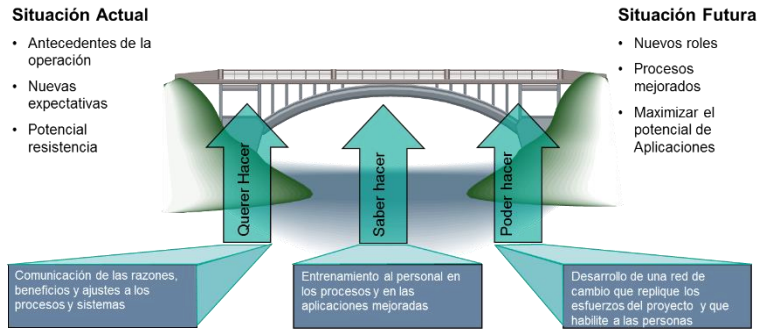 Situación Actual
• Antecedentes de la
operación
• Nuevas
expectativas
• Potencial
resistencia
Situación Futura
• Nuevos roles
• Procesos
mejorados
• Maximizar el
potencial de
Aplicaciones
Querer Hacer
Saber hacer
Poder hacer
Comunicación de las razones,
beneficios y ajustes a los
procesos y sistemas
Entrenamiento al personal en
los procesos y en las
aplicaciones mejoradas
Desarrollo de una red de
cambio que replique los
esfuerzos del proyecto y que
habilite a las personas